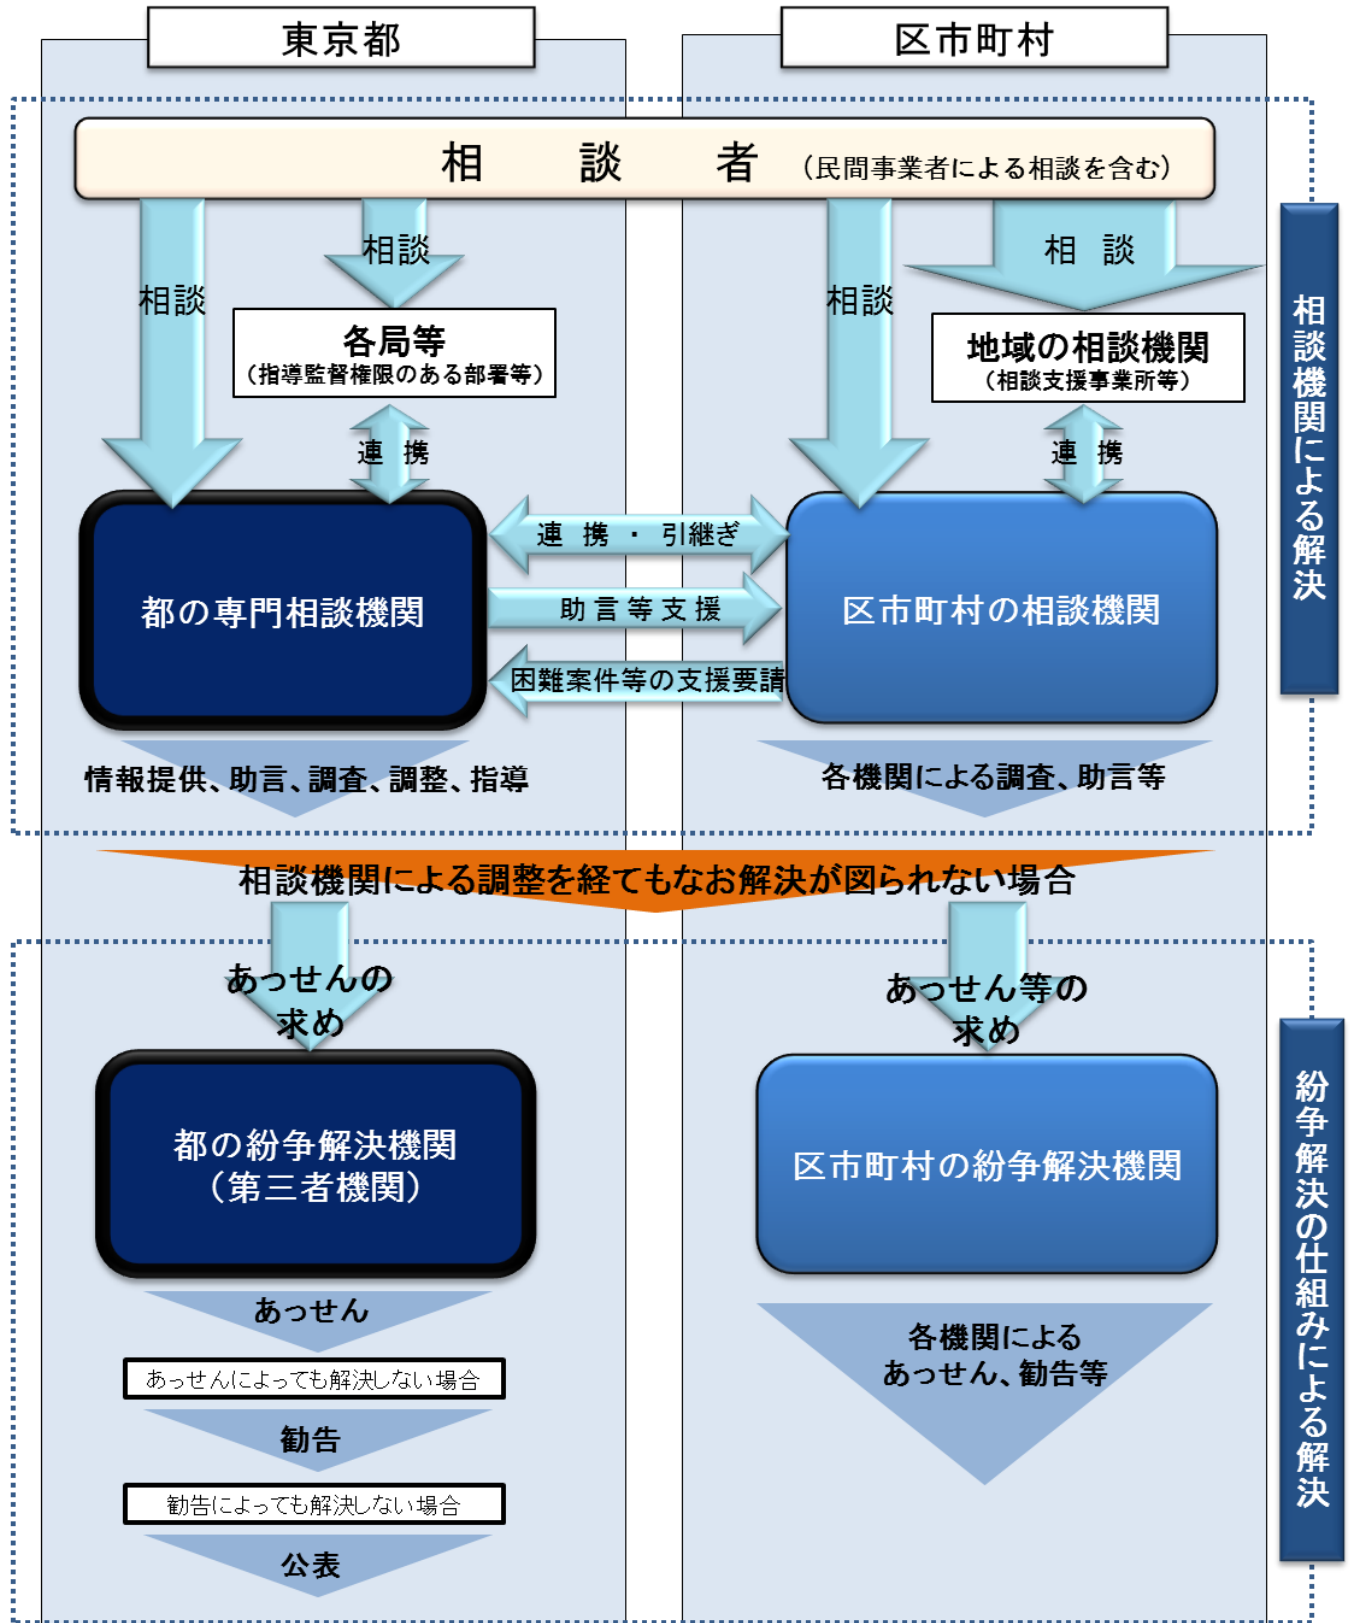 東京都
区市町村
相　談　者 （民間事業者による相談を含む）
相談
相談
相談
相　談
各局等
（指導監督権限のある部署等）
地域の相談機関
（相談支援事業所等）
連　携
連　携
都の専門相談機関
連　携　・　引継ぎ
助言等支援
困難案件等の支援要請
区市町村の相談機関
情報提供、助言、調査、調整、指導
各機関による調査、助言等
相談機関による解決
相談機関による調整を経てもなお解決が図られない場合
あっせんの
求め
あっせん等の
求め
都の紛争解決機関
（第三者機関）
区市町村の紛争解決機関
あっせん
あっせんによっても解決しない場合
勧告
勧告によっても解決しない場合
公表
各機関による
あっせん、勧告等
紛争解決の仕組みによる解決